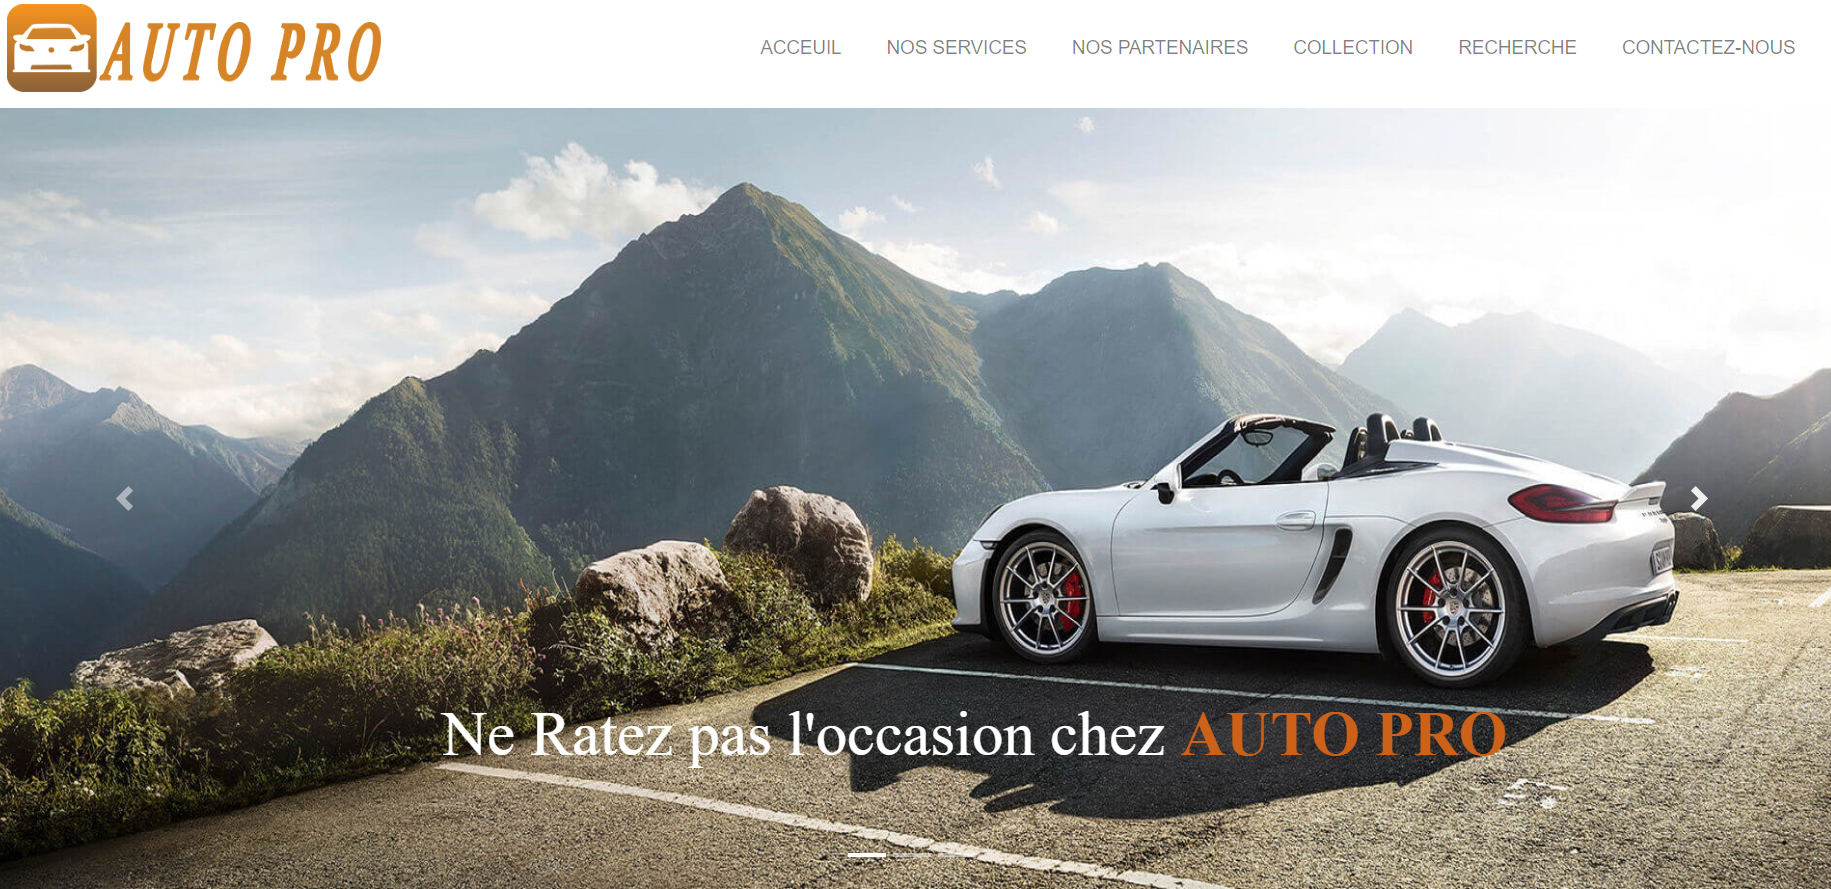 AUTO PRO
ACCEUIL NOS SERVICES NOS PARTENAIRES COLLECTION RECHERCHE CONTACTEZ-NOUS
Ne Ratez pas l'occasion chez AUTO PRO